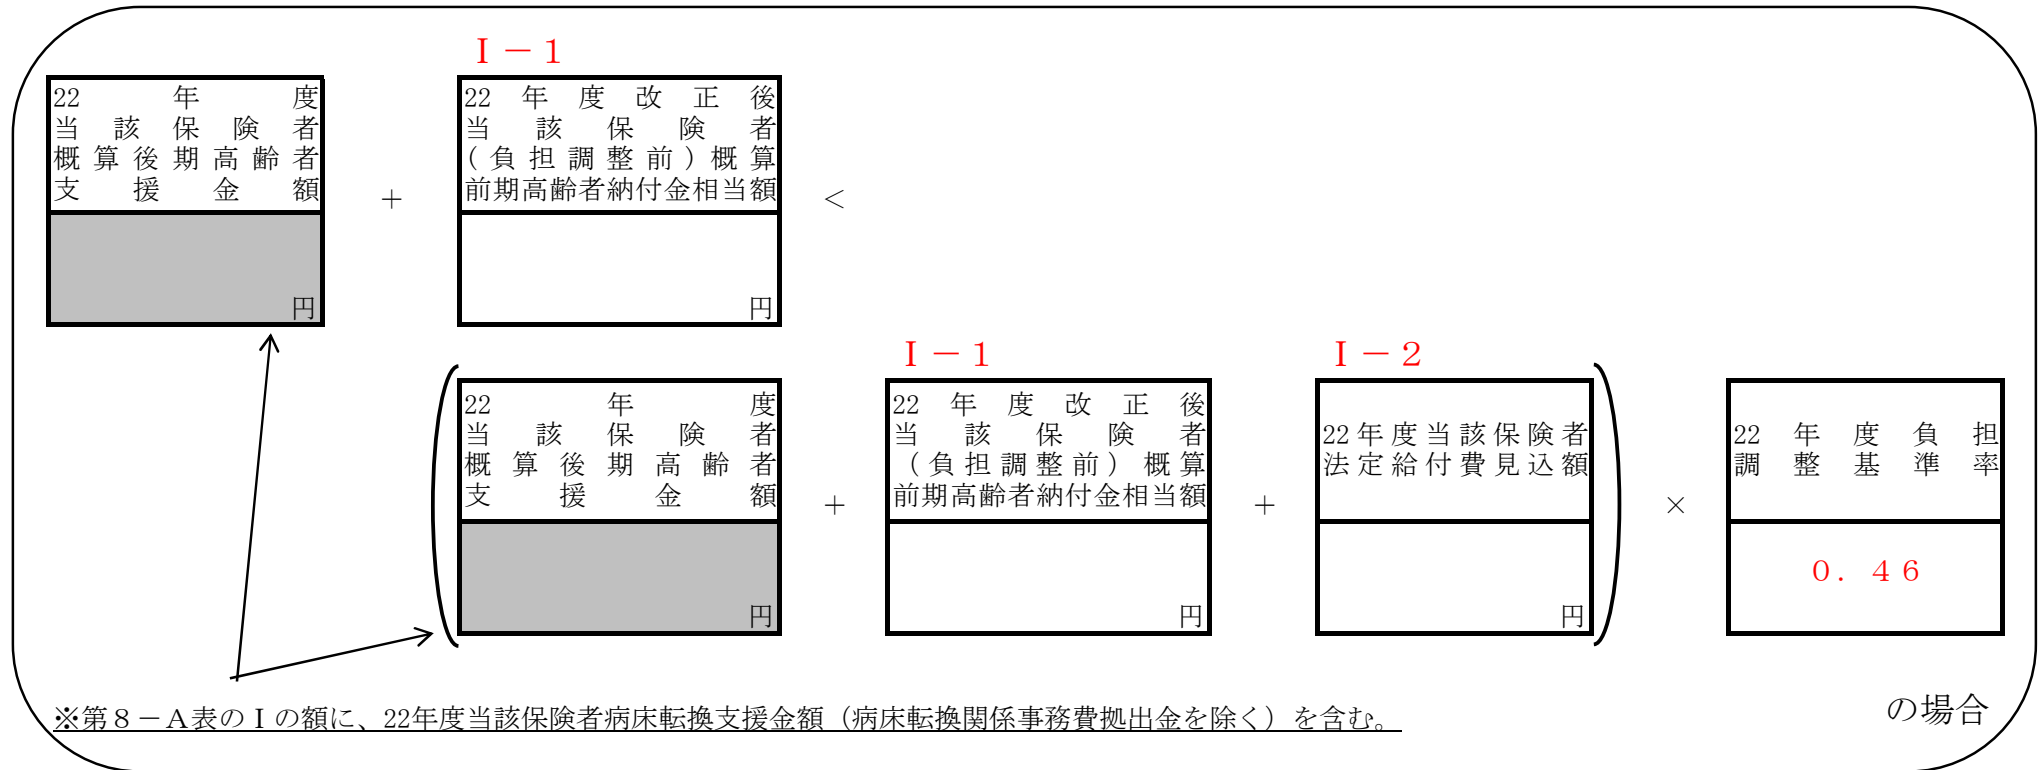 Ⅰ－１
22年度
当該保険者
概算後期高齢者
支援金額
円
＋
22年度改正後
当該保険者
(負担調整前)概算
前期高齢者納付金相当額
円
＜
Ⅰ－１
Ⅰ－２
22年度
当該保険者
概算後期高齢者
支援金額
円
＋
22年度改正後
当該保険者
（負担調整前）概算
前期高齢者納付金相当額
円
＋
22年度当該保険者
法定給付費見込額
円
×
22年度負担
調整基準率
０．４６
の場合
※第８－Ａ表のⅠの額に、22年度当該保険者病床転換支援金額（病床転換関係事務費拠出金を除く）を含む。